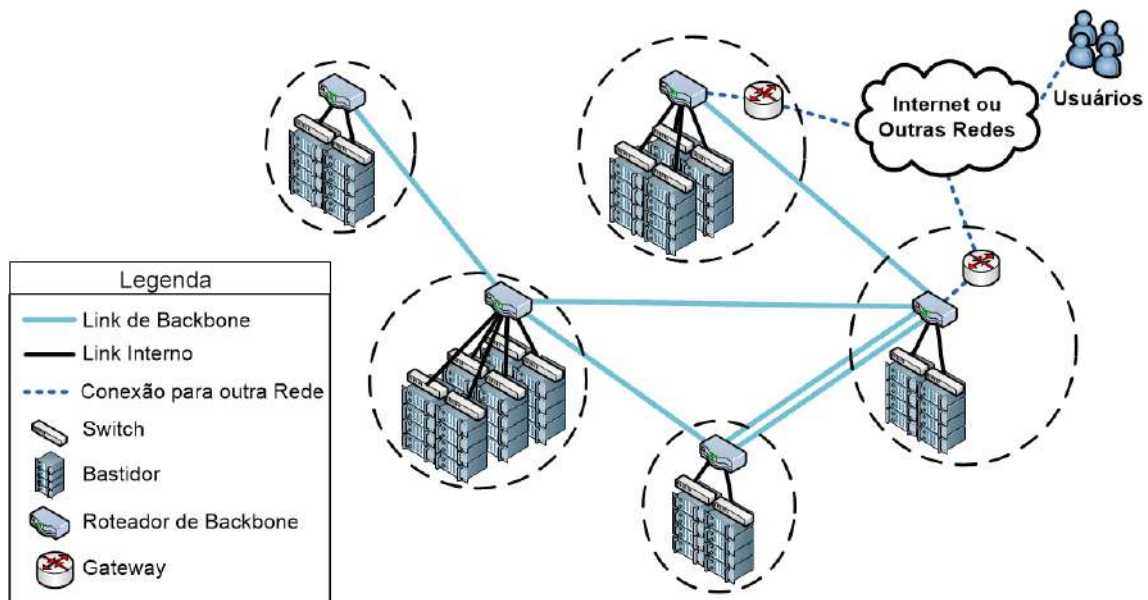 Internet ou
Outras Redes
Usuários
Legenda
Link de Backbone
Link Interno
Conexão para outra Rede
Switch
Bastidor
Roteador de Backbone
Gateway